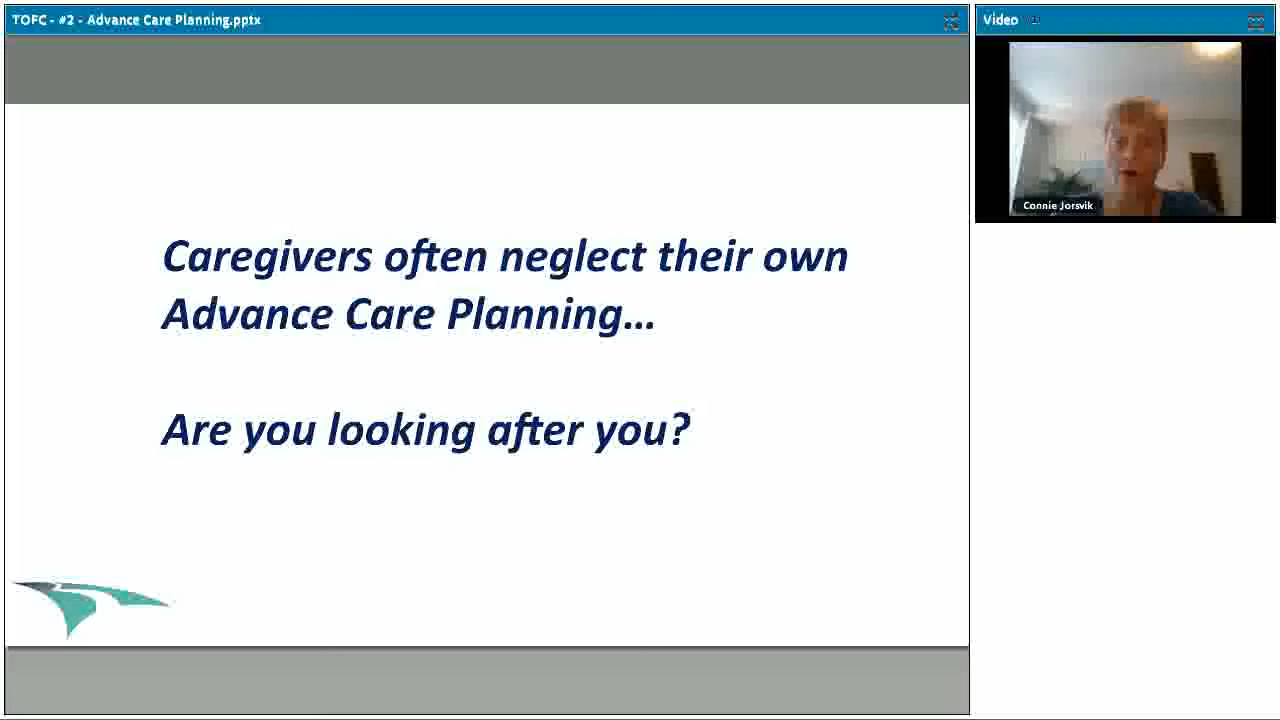 TOFC - #2 - Advance Care Planning.pptx
Video
Caregivers often neglect their own
Advance Care Planning...
Are you looking after you?
Connie Jorsvik